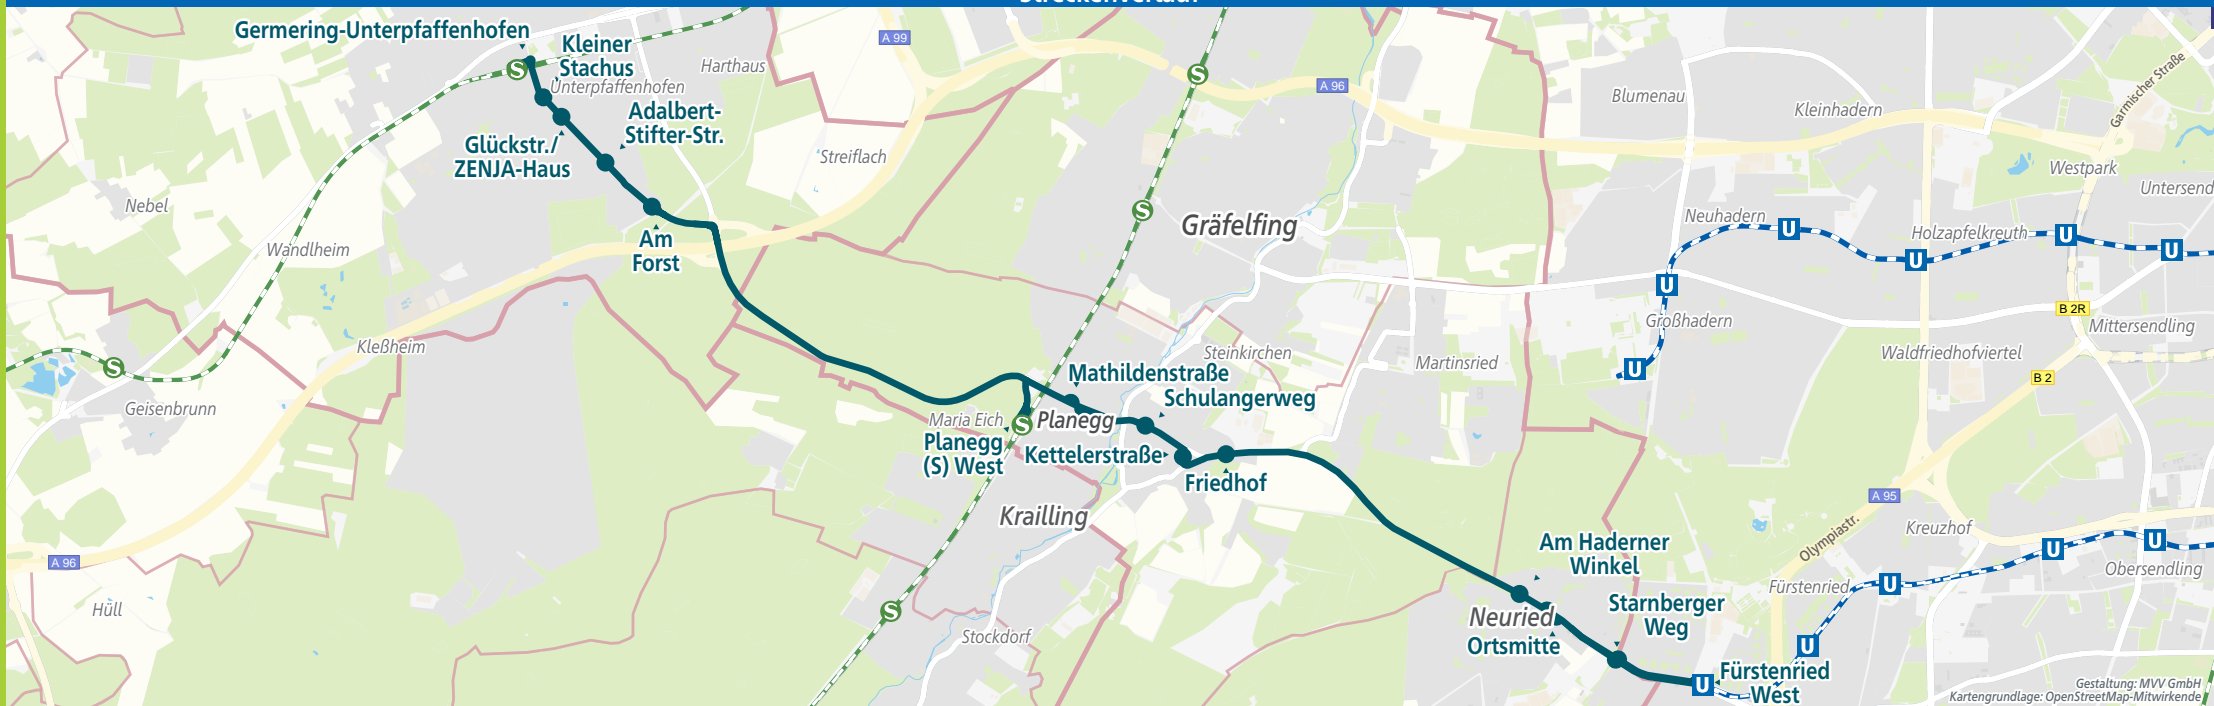 Streckenverlauf
Germering-Unterpfaffenhofen
Kleiner
Stachus
Unterpfaffenhofen
Harthaus
A 99
Adalbert-
Stifter-Str.
Glückstr./
ZENJA-Haus
Streiflach
Nebel
Wandlheim
Am
Forst
Kleßheim
Geisenbrunn
A 96
Hüll
S
S
S
S
S
S
A 96
Gräfelfing
Blumenau
Kleinhadern
Garmischer Straße
Westpark
Untersend
Neuhadern
U
Holzapfelkreuth
U
U
U
U
Großhadern
U
B 2R
Mittersendling
Waldfriedhofviertel
B 2
Steinkirchen
Martinsried
Mathildenstraße
Schulangerweg
Maria Eich
Planegg
Planegg
(S) West
Kettelerstraße
Friedhof
Krailling
Stockdorf
A 95
Olympiastr.
Kreuzhof
U
U
U
Obersendling
Fürstenried
U
Am Haderner
Winkel
Neuried
Ortsmitte
Starnberger
Weg
U
Fürstenried
West
Gestaltung: MVV GmbH
Kartengrundlage: OpenStreetMap-Mitwirkende